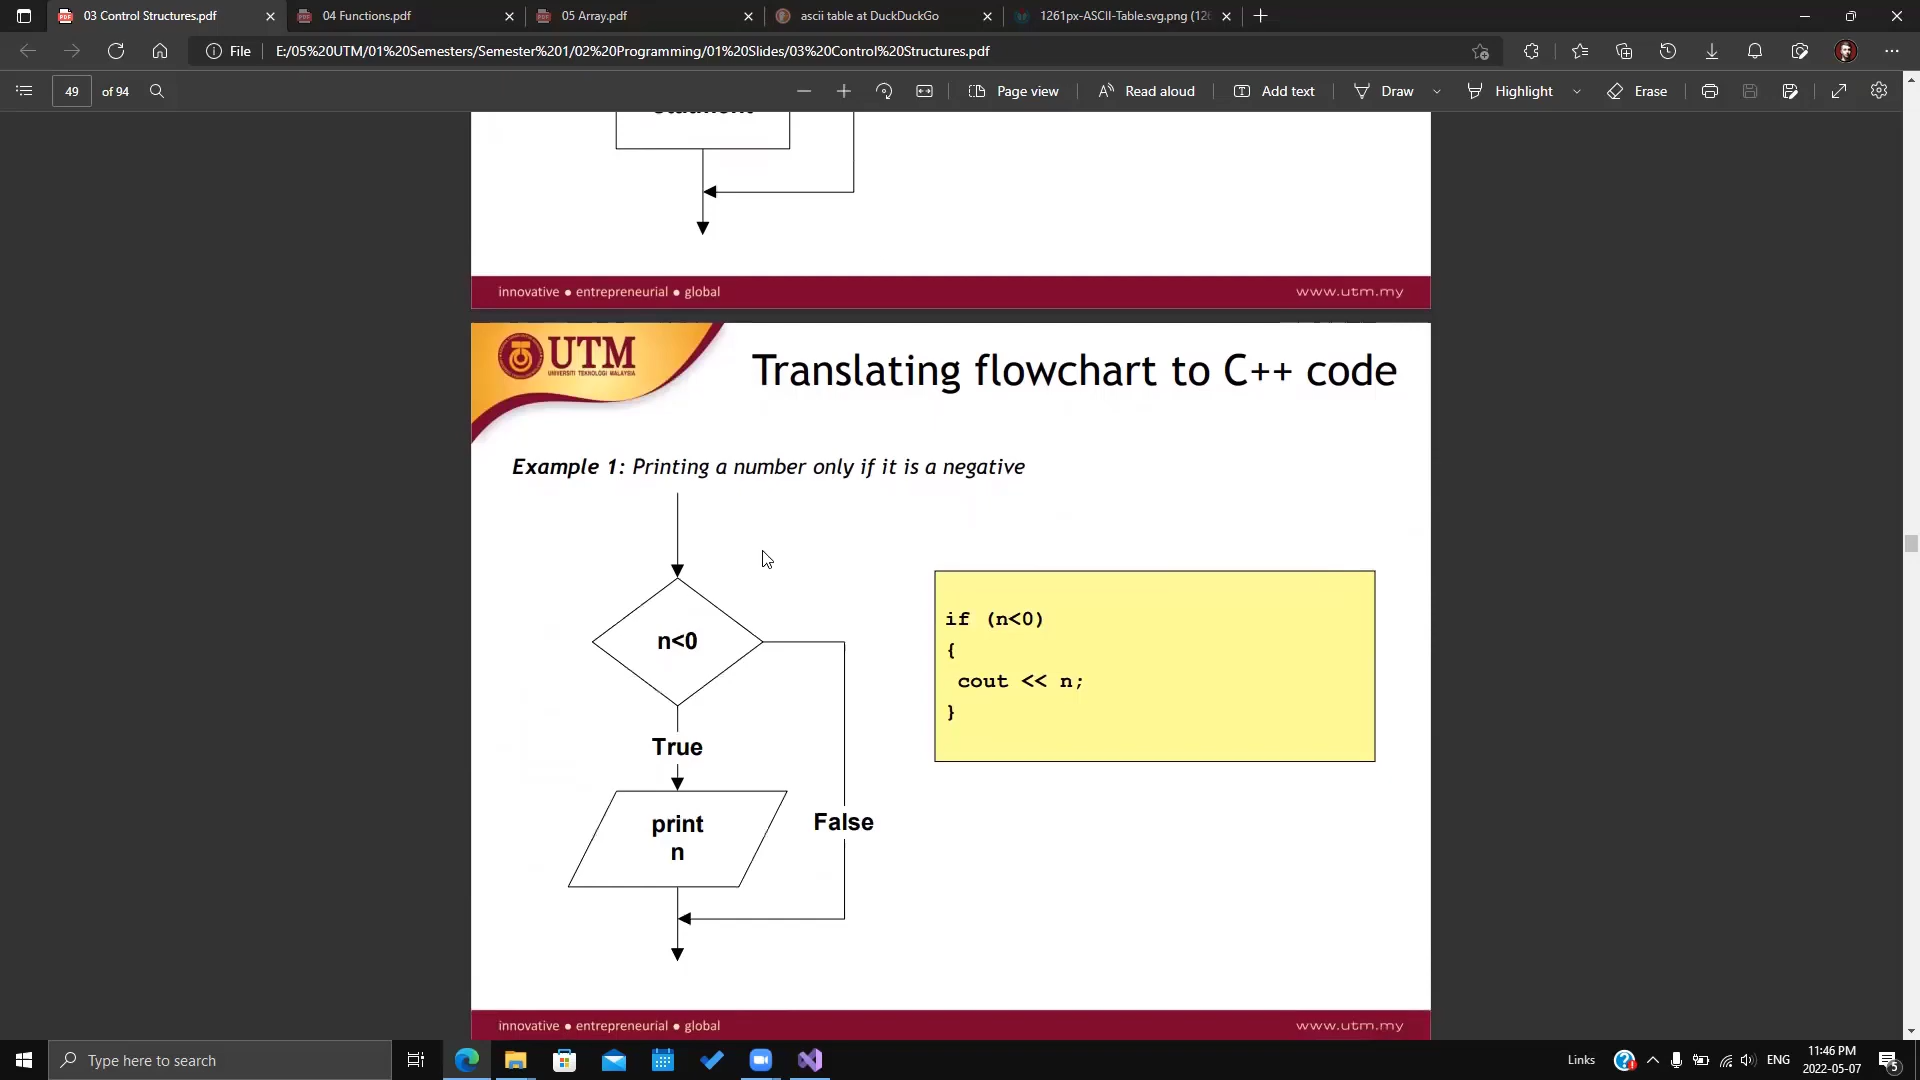 03 Control Structures.pdf
04 Functions.pdf
05 Array.pdf
ascii table at DuckDuckGo
1261px-ASCII-Table.svg.png (126
File
E:/05%20UTM/01%20Semesters/Semester%201/02%20Programming/01%20Slides/03%20Control%20Structures.pdf
49 of 94
Page view
Read aloud
Add text
Draw
Highlight
Erase
innovative ● entrepreneurial ● global
www.utm.my
UTM
UNIVERSITI TEKNOLOGI MALAYSIA
Translating flowchart to C++ code
Example 1: Printing a number only if it is a negative
n<0
True
print
n
False
if (n<0)
{
cout << n;
}
innovative ● entrepreneurial ● global
www.utm.my
Type here to search
Links
ENG
11:46 PM
2022-05-07
5